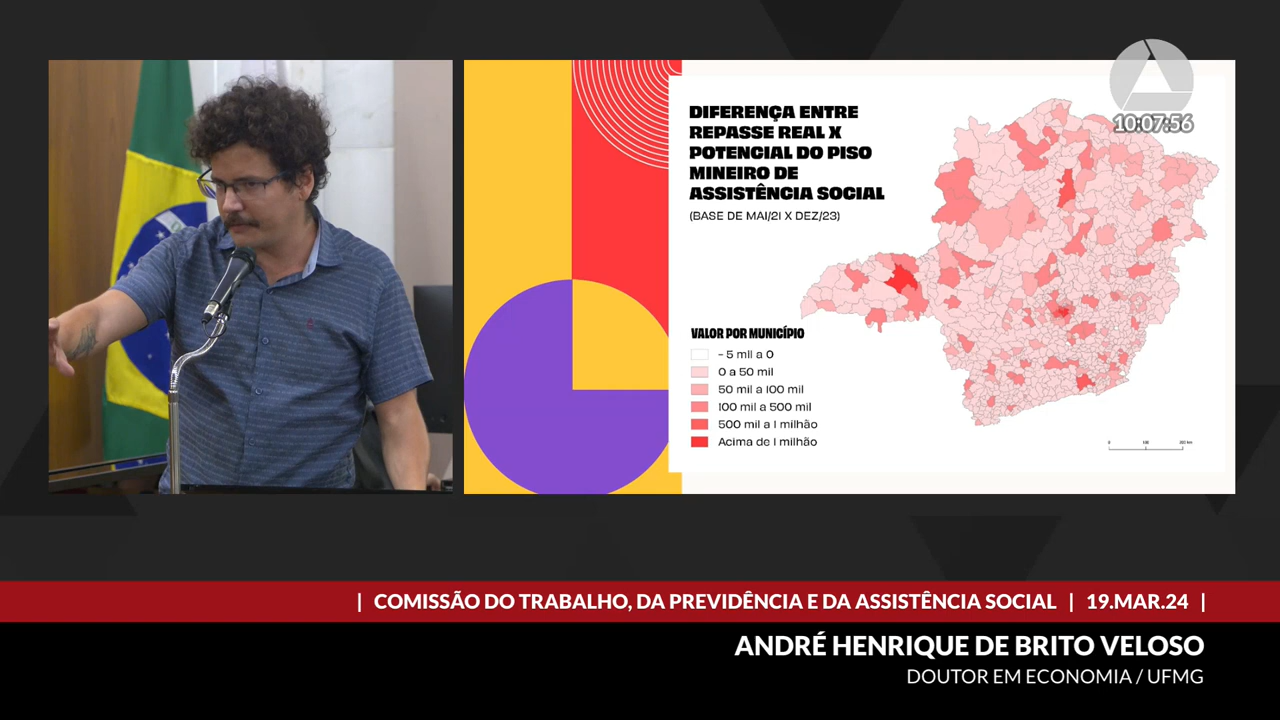 10:07:56
DIFERENÇA ENTRE
REPASSE REAL X
POTENCIAL DO PISO
MINEIRO DE
ASSISTÊNCIA SOCIAL
(BASE DE MAI/21 X DEZ/23)
VALOR POR MUNICÍPIO
- 5 mil a 0
0 a 50 mil
50 mil a 100 mil
100 mil a 500 mil
500 mil a 1 milhão
Acima de 1 milhão
| COMISSÃO DO TRABALHO, DA PREVIDÊNCIA E DA ASSISTÊNCIA SOCIAL | 19.MAR.24 |
ANDRÉ HENRIQUE DE BRITO VELOSO
DOUTOR EM ECONOMIA / UFMG